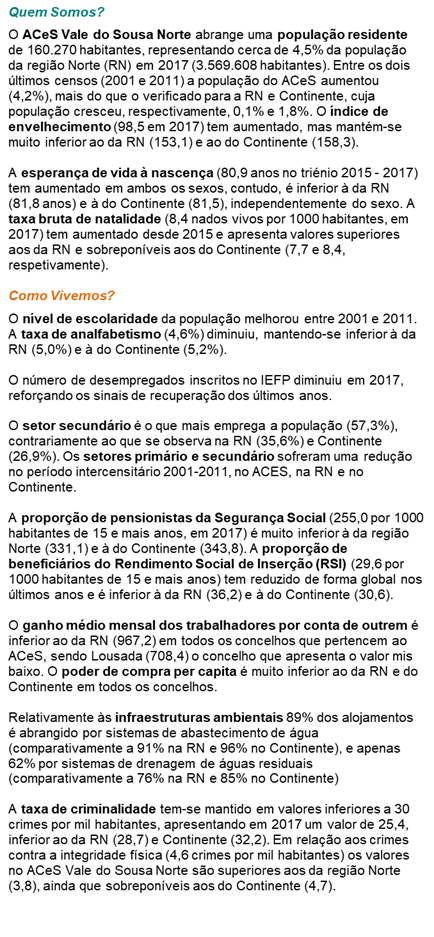 Quem Somos?
O ACeS Vale do Sousa Norte abrange uma população residente
de 160.270 habitantes, representando cerca de 4,5% da população
da região Norte (RN) em 2017 (3.569.608 habitantes). Entre os dois
últimos censos (2001 e 2011) a população do ACeS aumentou
(4,2%), mais do que o verificado para a RN e Continente, cuja
população cresceu, respectivamente, 0,1% e 1,8%. O índice de
envelhecimento (98,5 em 2017) tem aumentado, mas mantém-se
muito inferior ao da RN (153,1) e ao do Continente (158,3).
A esperança de vida à nascença (80,9 anos no triénio 2015 - 2017)
tem aumentado em ambos os sexos, contudo, é inferior à da RN
(81,8 anos) e à do Continente (81,5), independentemente do sexo. A
taxa bruta de natalidade (8,4 nados vivos por 1000 habitantes, em
2017) tem aumentado desde 2015 e apresenta valores superiores
aos da RN e sobreponíveis aos do Continente (7,7 e 8,4,
respetivamente).
Como Vivemos?
O nível de escolaridade da população melhorou entre 2001 e 2011.
A taxa de analfabetismo (4,6%) diminuiu, mantendo-se inferior à da
RN (5,0%) e à do Continente (5,2%).
O número de desempregados inscritos no IEFP diminuiu em 2017,
reforçando os sinais de recuperação dos últimos anos.
O setor secundário é o que mais emprega a população (57,3%),
contrariamente ao que se observa na RN (35,6%) e Continente
(26,9%). Os setores primário e secundário sofreram uma redução
no período intercensitário 2001-2011, no ACES, na RN e no
Continente.
A proporção de pensionistas da Segurança Social (255,0 por 1000
habitantes de 15 e mais anos, em 2017) é muito inferior à da região
Norte (331,1) e à do Continente (343,8). A proporção de
beneficiários do Rendimento Social de Inserção (RSI) (29,6 por
1000 habitantes de 15 e mais anos) tem reduzido de forma global nos
últimos anos e é inferior à da RN (36,2) e à do Continente (30,6).
O ganho médio mensal dos trabalhadores por conta de outrem é
inferior ao da RN (967,2) em todos os concelhos que pertencem ao
ACeS, sendo Lousada (708,4) o concelho que apresenta o valor mis
baixo. O poder de compra per capita é muito inferior ao da RN e do
Continente em todos os concelhos.
Relativamente às infraestruturas ambientais 89% dos alojamentos
é abrangido por sistemas de abastecimento de água
(comparativamente a 91% na RN e 96% no Continente), e apenas
62% por sistemas de drenagem de águas residuais
(comparativamente a 76% na RN e 85% no Continente)
A taxa de criminalidade tem-se mantido em valores inferiores a 30
crimes por mil habitantes, apresentando em 2017 um valor de 25,4,
inferior ao da RN (28,7) e Continente (32,2). Em relação aos crimes
contra a integridade física (4,6 crimes por mil habitantes) os valores
no ACeS Vale do Sousa Norte são superiores aos da região Norte
(3,8), ainda que sobreponíveis aos do Continente (4,7).